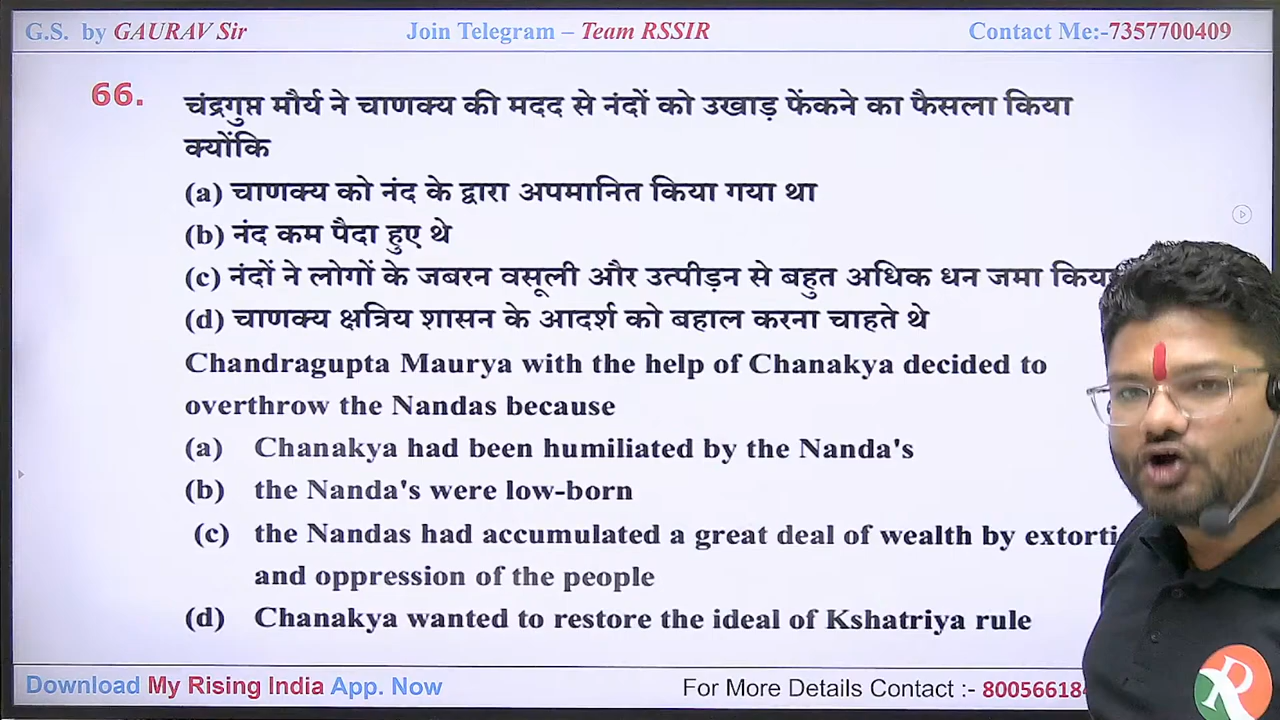 G.S. by GAURAV Sir
Join Telegram – Team RSSIR
Contact Me:-7357700409
66.
चंद्रगुप्त मौर्य ने चाणक्य की मदद से नंदों को उखाड़ फेंकने का फैसला किया
क्योंकि
(a) चाणक्य को नंद के द्वारा अपमानित किया गया था
(b) नंद कम पैदा हुए थे
(c) नंदों ने लोगों के जबरन वसूली और उत्पीड़न से बहुत अधिक धन जमा किया
(d) चाणक्य क्षत्रिय शासन के आदर्श को बहाल करना चाहते थे
Chandragupta Maurya with the help of Chanakya decided to
overthrow the Nandas because
(a) Chanakya had been humiliated by the Nanda's
(b) the Nanda's were low-born
(c) the Nandas had accumulated a great deal of wealth by extorti
and oppression of the people
(d) Chanakya wanted to restore the ideal of Kshatriya rule
Download My Rising India App. Now
For More Details Contact :- 80056618
R